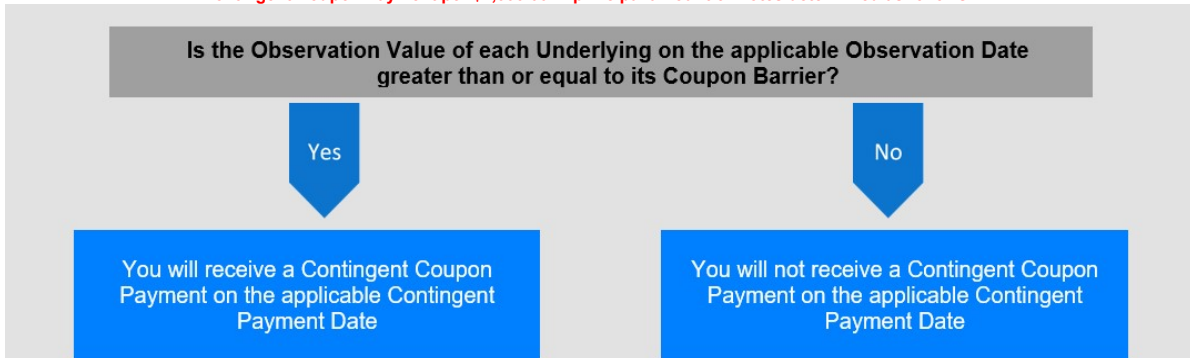 Is the Observation Value of each Underlying on the applicable Observation Date
greater than or equal to its Coupon Barrier?
Yes
No
You will receive a Contingent Coupon
Payment on the applicable Contingent
Payment Date
You will not receive a Contingent Coupon
Payment on the applicable Contingent
Payment Date